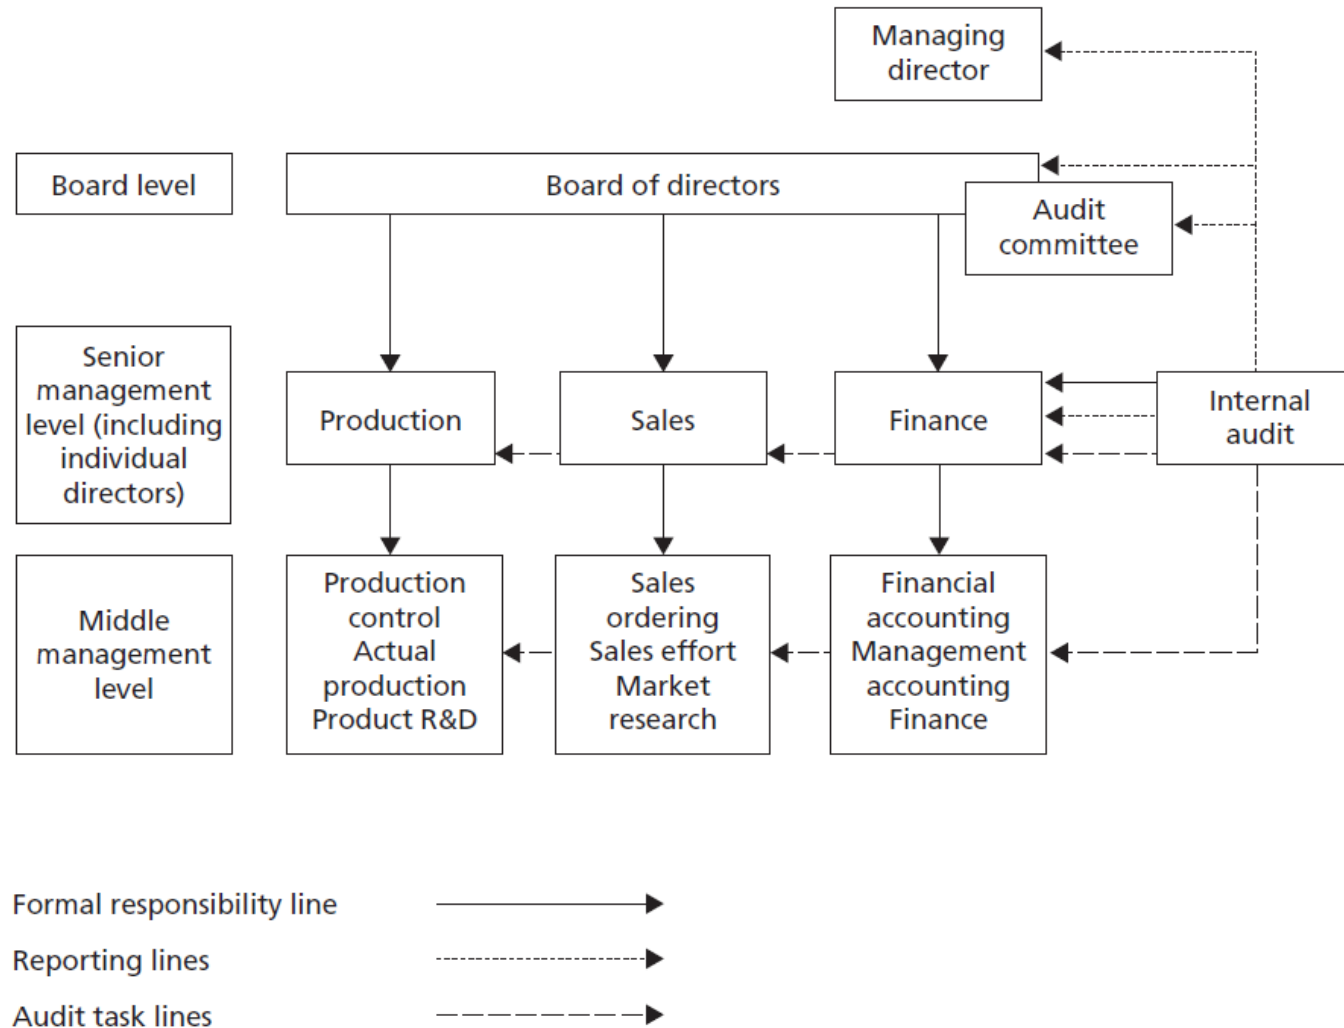 Managing
director
Board level
Board of directors
Audit
committee
Senior
management
level (including
individual
directors)
Production
Sales
Finance
Internal
audit
Middle
management
level
Production
control
Actual
production
Product R&D
Sales
ordering
Sales effort
Market
research
Financial
accounting
Management
accounting
Finance
Formal responsibility line
Reporting lines
Audit task lines